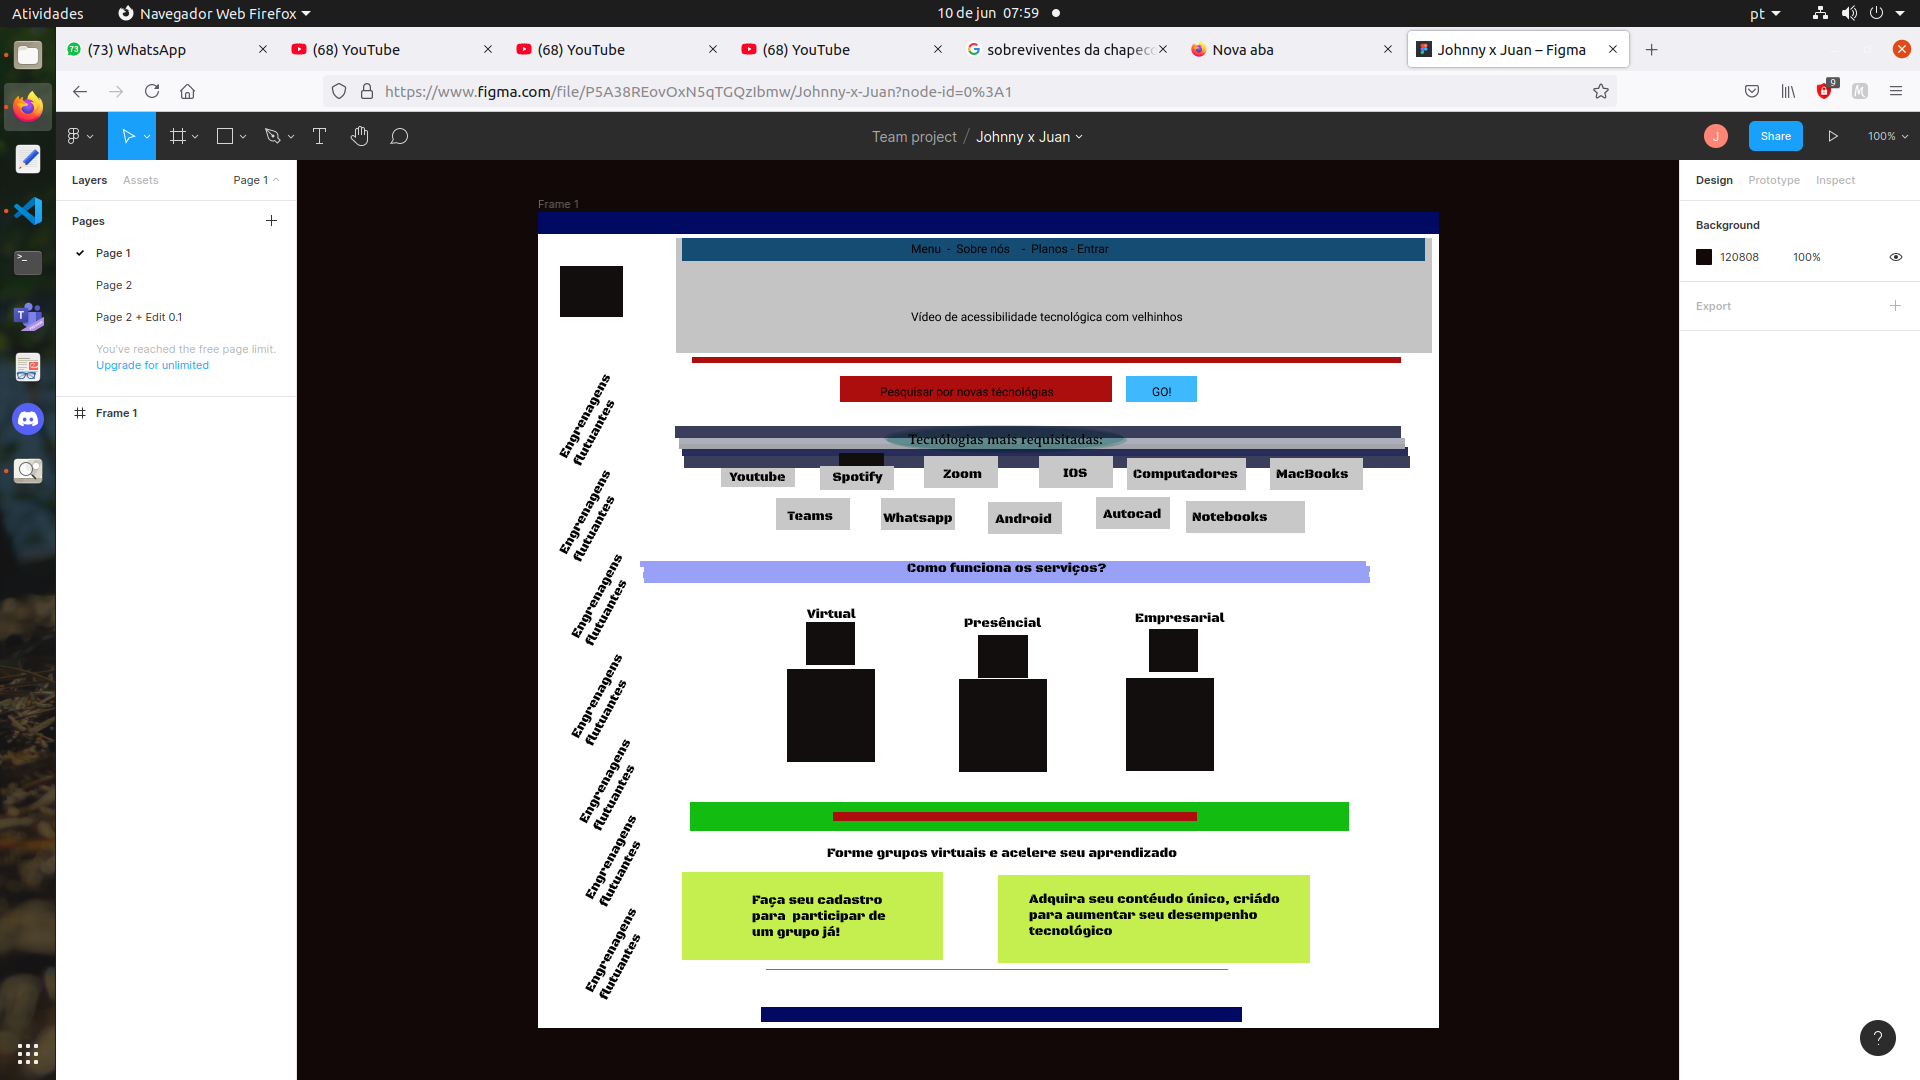 Atividades
Navegador Web Firefox
10 de jun 07:59
pt
(73) WhatsApp
(68) YouTube
(68) YouTube
(68) YouTube
sobreviventes da chapec
Nova aba
Johnny x Juan – Figma
https://www.figma.com/file/P5A38REovOxN5qTGQzIbmw/Johnny-x-Juan?node-id=0%3A1
9
Team project / Johnny x Juan
J
Share
100%
Layers
Assets
Page 1
Pages
Page 1
Page 2
Page 2 + Edit 0.1
You've reached the free page limit.
Upgrade for unlimited
Frame 1
Design
Prototype
Inspect
Background
120808
100%
Export
Frame 1
Menu - Sobre nós - Planos - Entrar
Vídeo de acessibilidade tecnológica com velhinhos
Pesquisar por novas técnológias
GO!
Tecnólogias mais requisitadas:
Youtube
Spotify
Zoom
IOS
Computadores
MacBooks
Teams
Whatsapp
Android
Autocad
Notebooks
Como funciona os serviços?
Virtual
Presêncial
Empresarial
Forme grupos virtuais e acelere seu aprendizado
Faça seu cadastro
para participar de
um grupo já!
Adquira seu contéudo único, criádo
para aumentar seu desempenho
tecnológico
Engrenagens
flutuantes
Engrenagens
flutuantes
Engrenagens
flutuantes
Engrenagens
flutuantes
Engrenagens
flutuantes
Engrenagens
flutuantes
Engrenagens
flutuantes
?